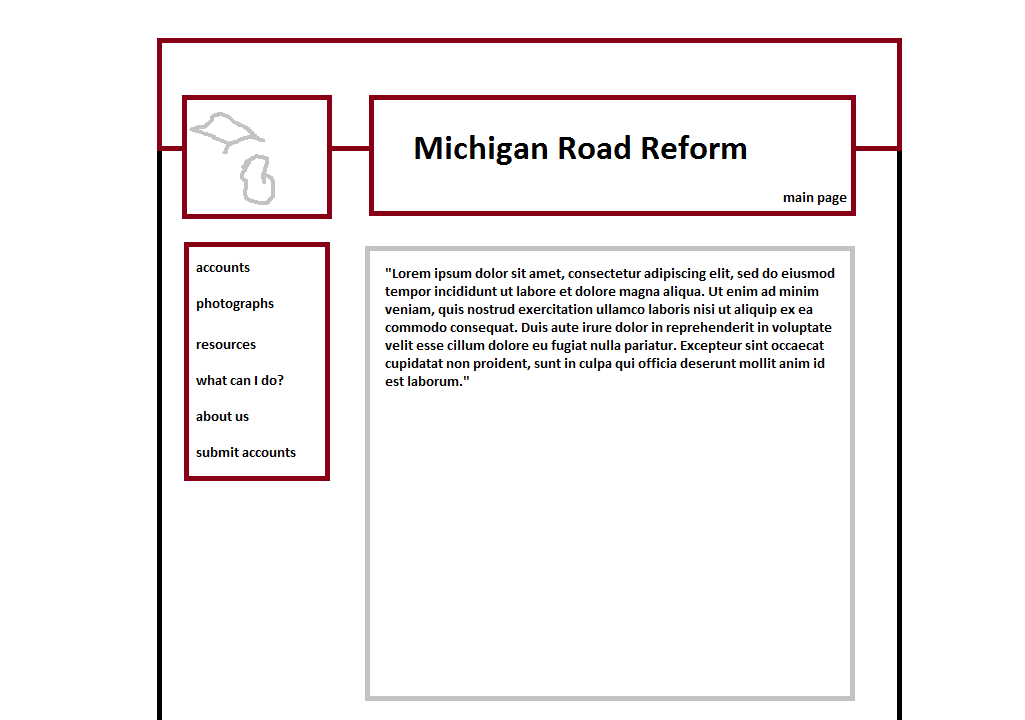 Michigan Road Reform
main page
accounts
photographs
resources
what can I do?
about us
submit accounts
"Lorem ipsum dolor sit amet, consectetur adipiscing elit, sed do eiusmod
tempor incididunt ut labore et dolore magna aliqua. Ut enim ad minim
veniam, quis nostrud exercitation ullamco laboris nisi ut aliquip ex ea
commodo consequat. Duis aute irure dolor in reprehenderit in voluptate
velit esse cillum dolore eu fugiat nulla pariatur. Excepteur sint occaecat
cupidatat non proident, sunt in culpa qui officia deserunt mollit anim id
est laborum."